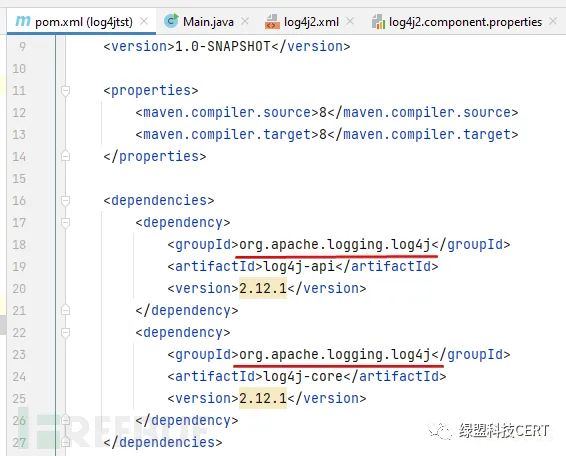 m pom.xml (log4jtst)
Main.java
log4j2.xml
log4j2.component.properties
9 <version>1.0-SNAPSHOT</version>
10
11 <properties>
12 <maven.compiler.source>8</maven.compiler.source>
13 <maven.compiler.target>8</maven.compiler.target>
14 </properties>
15
16 <dependencies>
17 <dependency>
18 <groupId>org.apache.logging.log4j</groupId>
19 <artifactId>log4j-api</artifactId>
20 <version>2.12.1</version>
21 </dependency>
22 <dependency>
23 <groupId>org.apache.logging.log4j</groupId>
24 <artifactId>log4j-core</artifactId>
25 <version>2.12.1</version>
26 </dependency>
27 </dependencies>
绿盟科技CERT